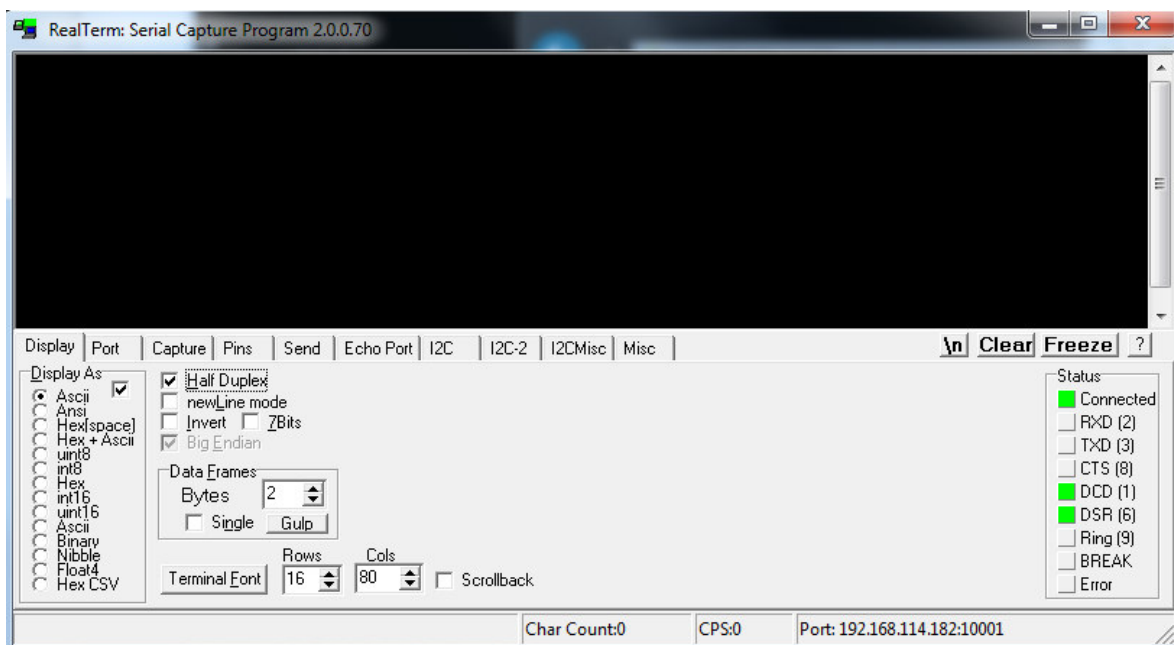 RealTerm: Serial Capture Program 2.0.0.70
Display Port Capture Pins Send Echo Port I2C I2C-2 I2CMisc Misc \n Clear Freeze ?
Display As
Ascii
Ansi
Hex[space]
Hex + Ascii
uint8
int8
Hex
int16
uint16
Ascii
Binary
Nibble
Float4
Hex CSV
Half Duplex
newLine mode
Invert 7Bits
Big Endian
Data Frames
Bytes 2
Single Gulp
Rows Cols
Terminal Font 16 80 Scrollback
Status
Connected
RXD (2)
TXD (3)
CTS (8)
DCD (1)
DSR (6)
Ring (9)
BREAK
Error
Char Count:0 CPS:0 Port: 192.168.114.182:10001